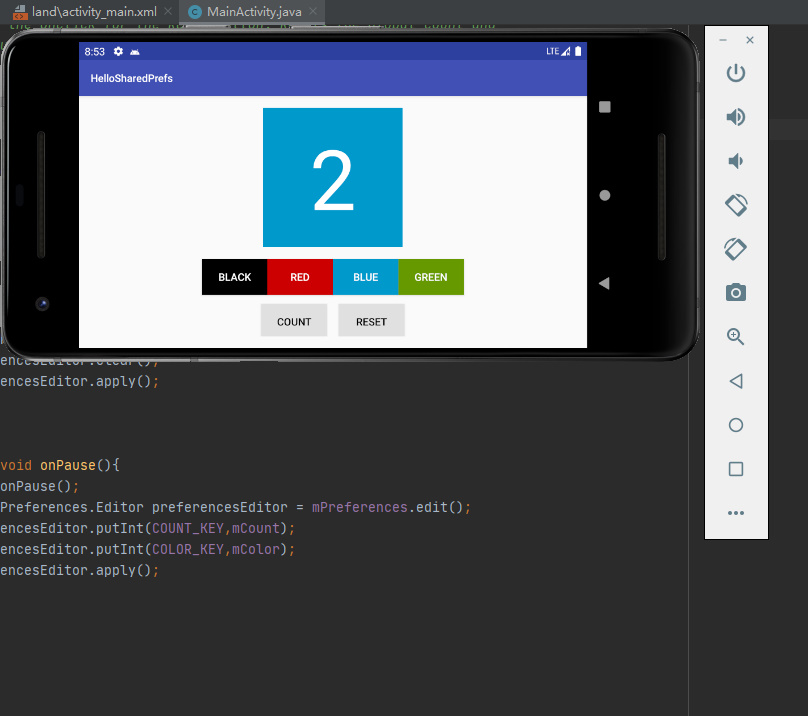 land\activity_main.xml
MainActivity.java
8:53
LTE
HelloSharedPrefs
2
BLACK
RED
BLUE
GREEN
COUNT
RESET
encesEditor.clear();
encesEditor.apply();
void onPause(){
onPause();
Preferences.Editor preferencesEditor = mPreferences.edit();
encesEditor.putInt(COUNT_KEY,mCount);
encesEditor.putInt(COLOR_KEY,mColor);
encesEditor.apply();